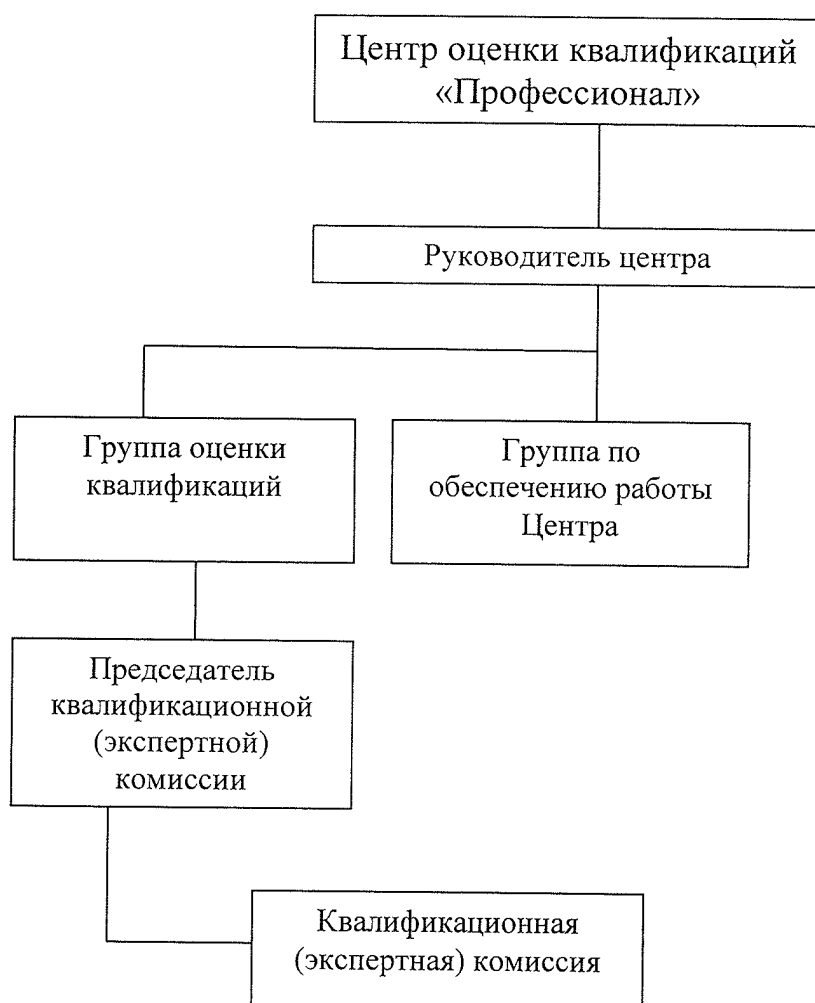 Центр оценки квалификаций
«Профессионал»
Руководитель центра
Группа оценки
квалификаций
Группа по
обеспечению работы
Центра
Председатель
квалификационной
(экспертной)
комиссии
Квалификационная
(экспертная) комиссия